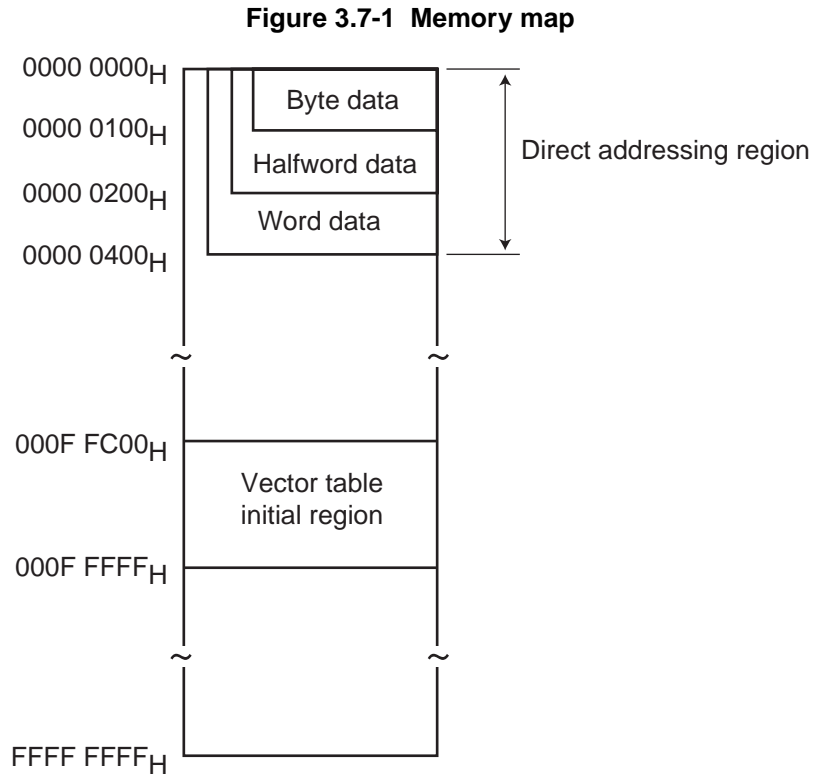 Figure 3.7-1 Memory map
0000 0000H
Byte data
0000 0100H
Direct addressing region
Halfword data
0000 0200H
Word data
0000 0400H
~ ~
000F FC00H
Vector table
initial region
000F FFFFH
~ ~
FFFF FFFFH